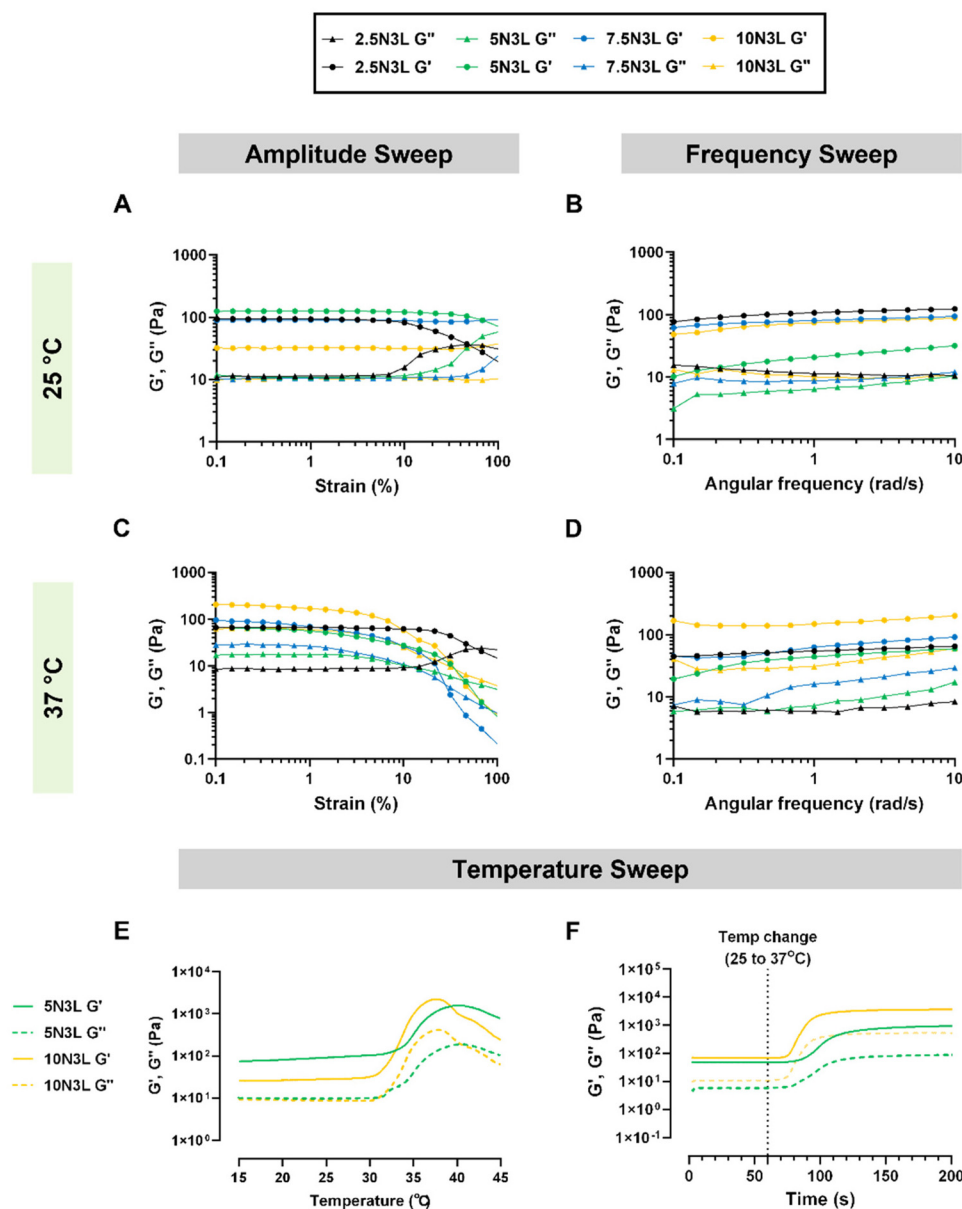 2.5N3L G" 5N3L G" 7.5N3L G' 10N3L G'
2.5N3L G' 5N3L G' 7.5N3L G" 10N3L G"
Amplitude Sweep Frequency Sweep
A B
25 °C
G', G" (Pa)
1000
100
10
1
0.1 1 10 100
Strain (%)
G', G" (Pa)
1000
100
10
1
0.1 1 10
Angular frequency (rad/s)
C D
37 °C
G', G" (Pa)
1000
100
10
1
0.1
0.1 1 10 100
Strain (%)
G', G" (Pa)
1000
100
10
1
0.1 1 10
Angular frequency (rad/s)
Temperature Sweep
E F
5N3L G'
5N3L G"
10N3L G'
10N3L G"
G', G" (Pa)
1×10⁴
1×10³
1×10²
1×10¹
1×10⁰
15 20 25 30 35 40 45
Temperature (℃)
Temp change
(25 to 37°C)
G', G" (Pa)
1×10⁵
1×10⁴
1×10³
1×10²
1×10¹
1×10⁰
1×10⁻¹
0 50 100 150 200
Time (s)